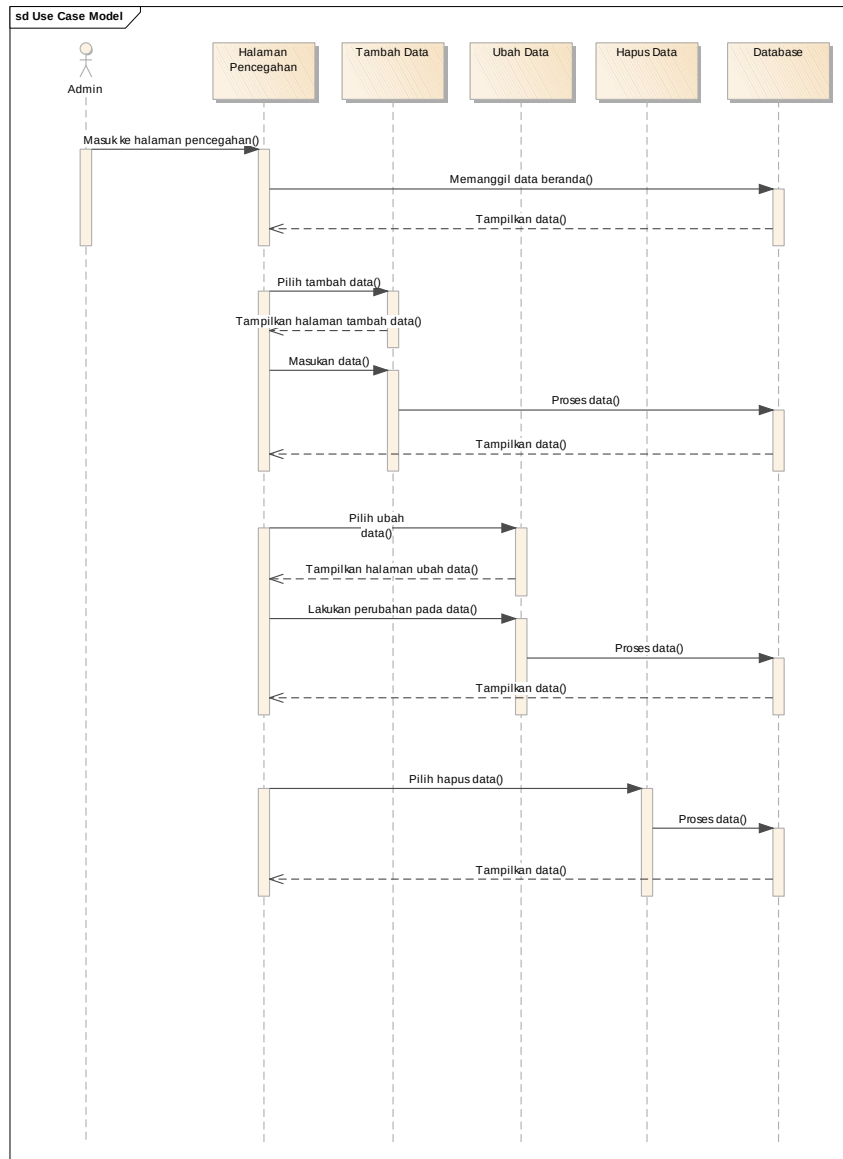 sd Use Case Model
Admin
Halaman
Pencegahan
Tambah Data
Ubah Data
Hapus Data
Database
Masuk ke halaman pencegahan()
Memanggil data beranda()
Tampilkan data()
Pilih tambah data()
Tampilkan halaman tambah data()
Masukan data()
Proses data()
Tampilkan data()
Pilih ubah
data()
Tampilkan halaman ubah data()
Lakukan perubahan pada data()
Proses data()
Tampilkan data()
Pilih hapus data()
Proses data()
Tampilkan data()